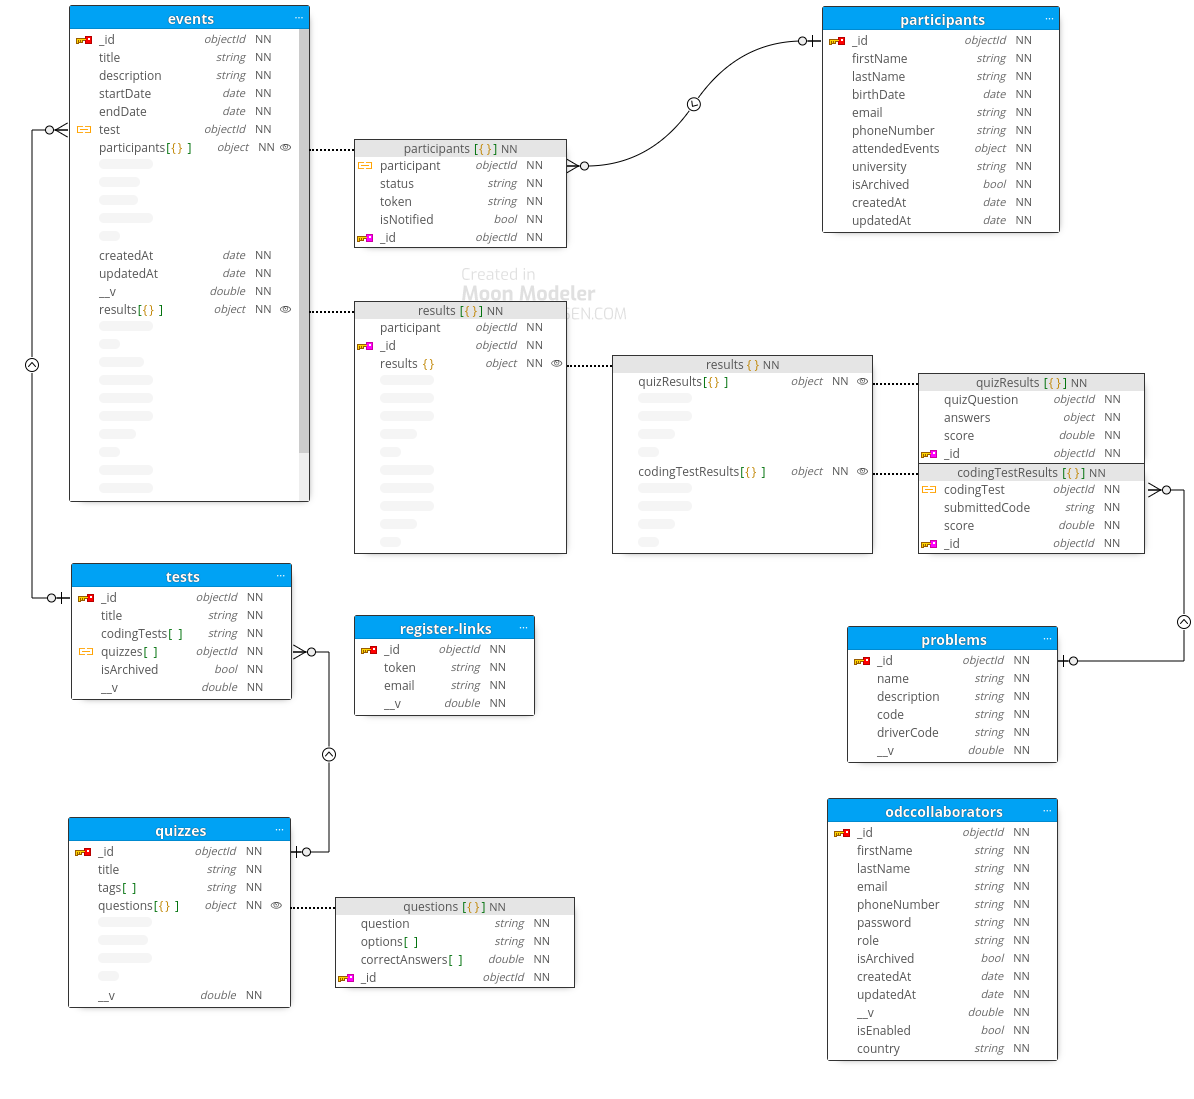 events ...
_id objectId NN
title string NN
description string NN
startDate date NN
endDate date NN
test objectId NN
participants[{} ] object NN
createdAt date NN
updatedAt date NN
__v double NN
results[{} ] object NN
participants [{}] NN
participant objectId NN
status string NN
token string NN
isNotified bool NN
_id objectId NN
participants ...
_id objectId NN
firstName string NN
lastName string NN
birthDate date NN
email string NN
phoneNumber string NN
attendedEvents object NN
university string NN
isArchived bool NN
createdAt date NN
updatedAt date NN
Created in
Moon Modeler
SEN.COM
results [{}] NN
participant objectId NN
_id objectId NN
results {} object NN
results {} NN
quizResults[{} ] object NN
codingTestResults[{} ] object NN
quizResults [{}] NN
quizQuestion objectId NN
answers object NN
score double NN
_id objectId NN
codingTestResults [{}] NN
codingTest objectId NN
submittedCode string NN
score double NN
_id objectId NN
tests ...
_id objectId NN
title string NN
codingTests[ ] string NN
quizzes[ ] objectId NN
isArchived bool NN
__v double NN
register-links ...
_id objectId NN
token string NN
email string NN
__v double NN
problems ...
_id objectId NN
name string NN
description string NN
code string NN
driverCode string NN
__v double NN
quizzes ...
_id objectId NN
title string NN
tags[ ] string NN
questions[{} ] object NN
__v double NN
questions [{}] NN
question string NN
options[ ] string NN
correctAnswers[ ] double NN
_id objectId NN
odccollaborators ...
_id objectId NN
firstName string NN
lastName string NN
email string NN
phoneNumber string NN
password string NN
role string NN
isArchived bool NN
createdAt date NN
updatedAt date NN
__v double NN
isEnabled bool NN
country string NN